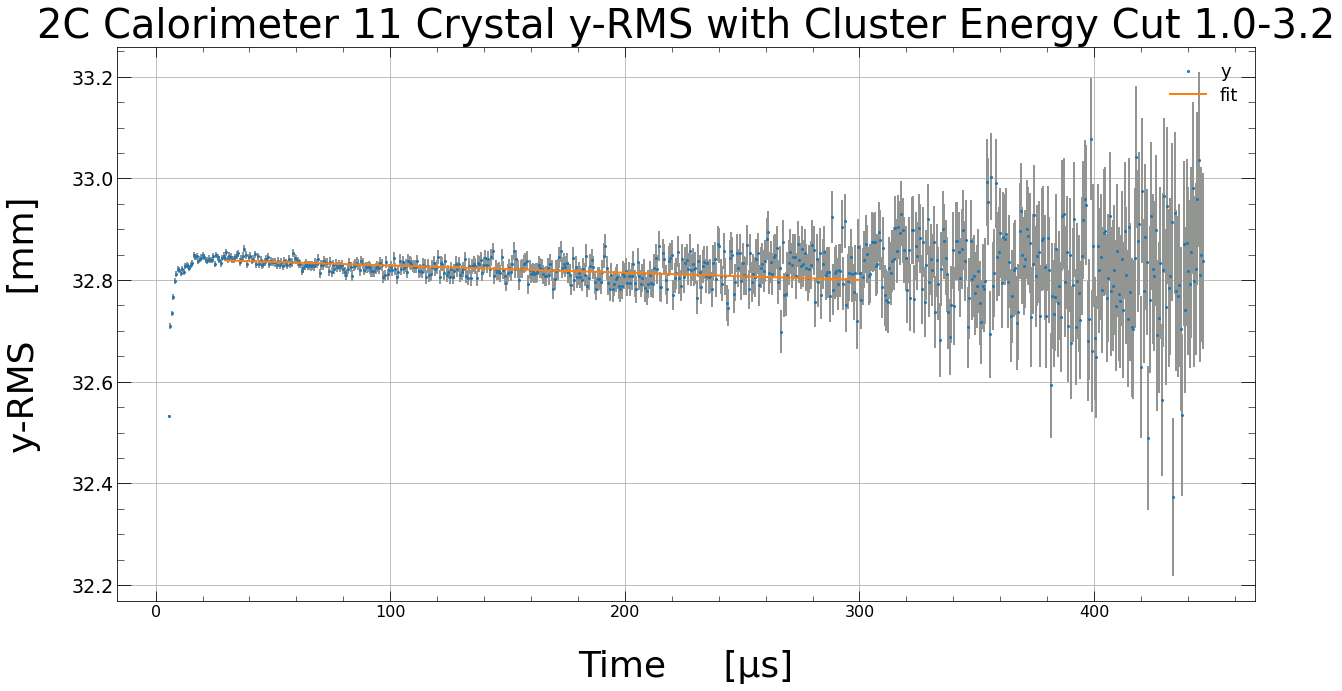 2C Calorimeter 11 Crystal y-RMS with Cluster Energy Cut 1.0-3.2
y
fit
33.2
33.0
32.8
32.6
32.4
32.2
y-RMS [mm]
0 100 200 300 400
Time [μs]